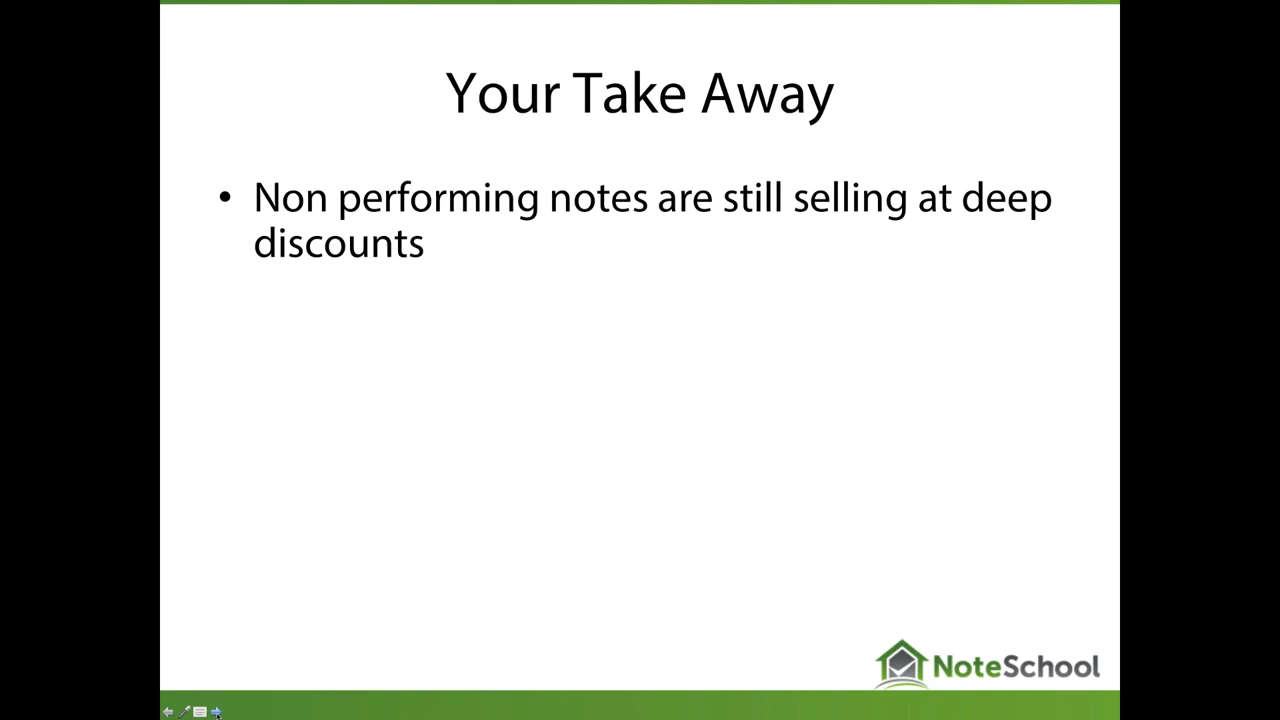 Your Take Away
• Non performing notes are still selling at deep
discounts
NoteSchool